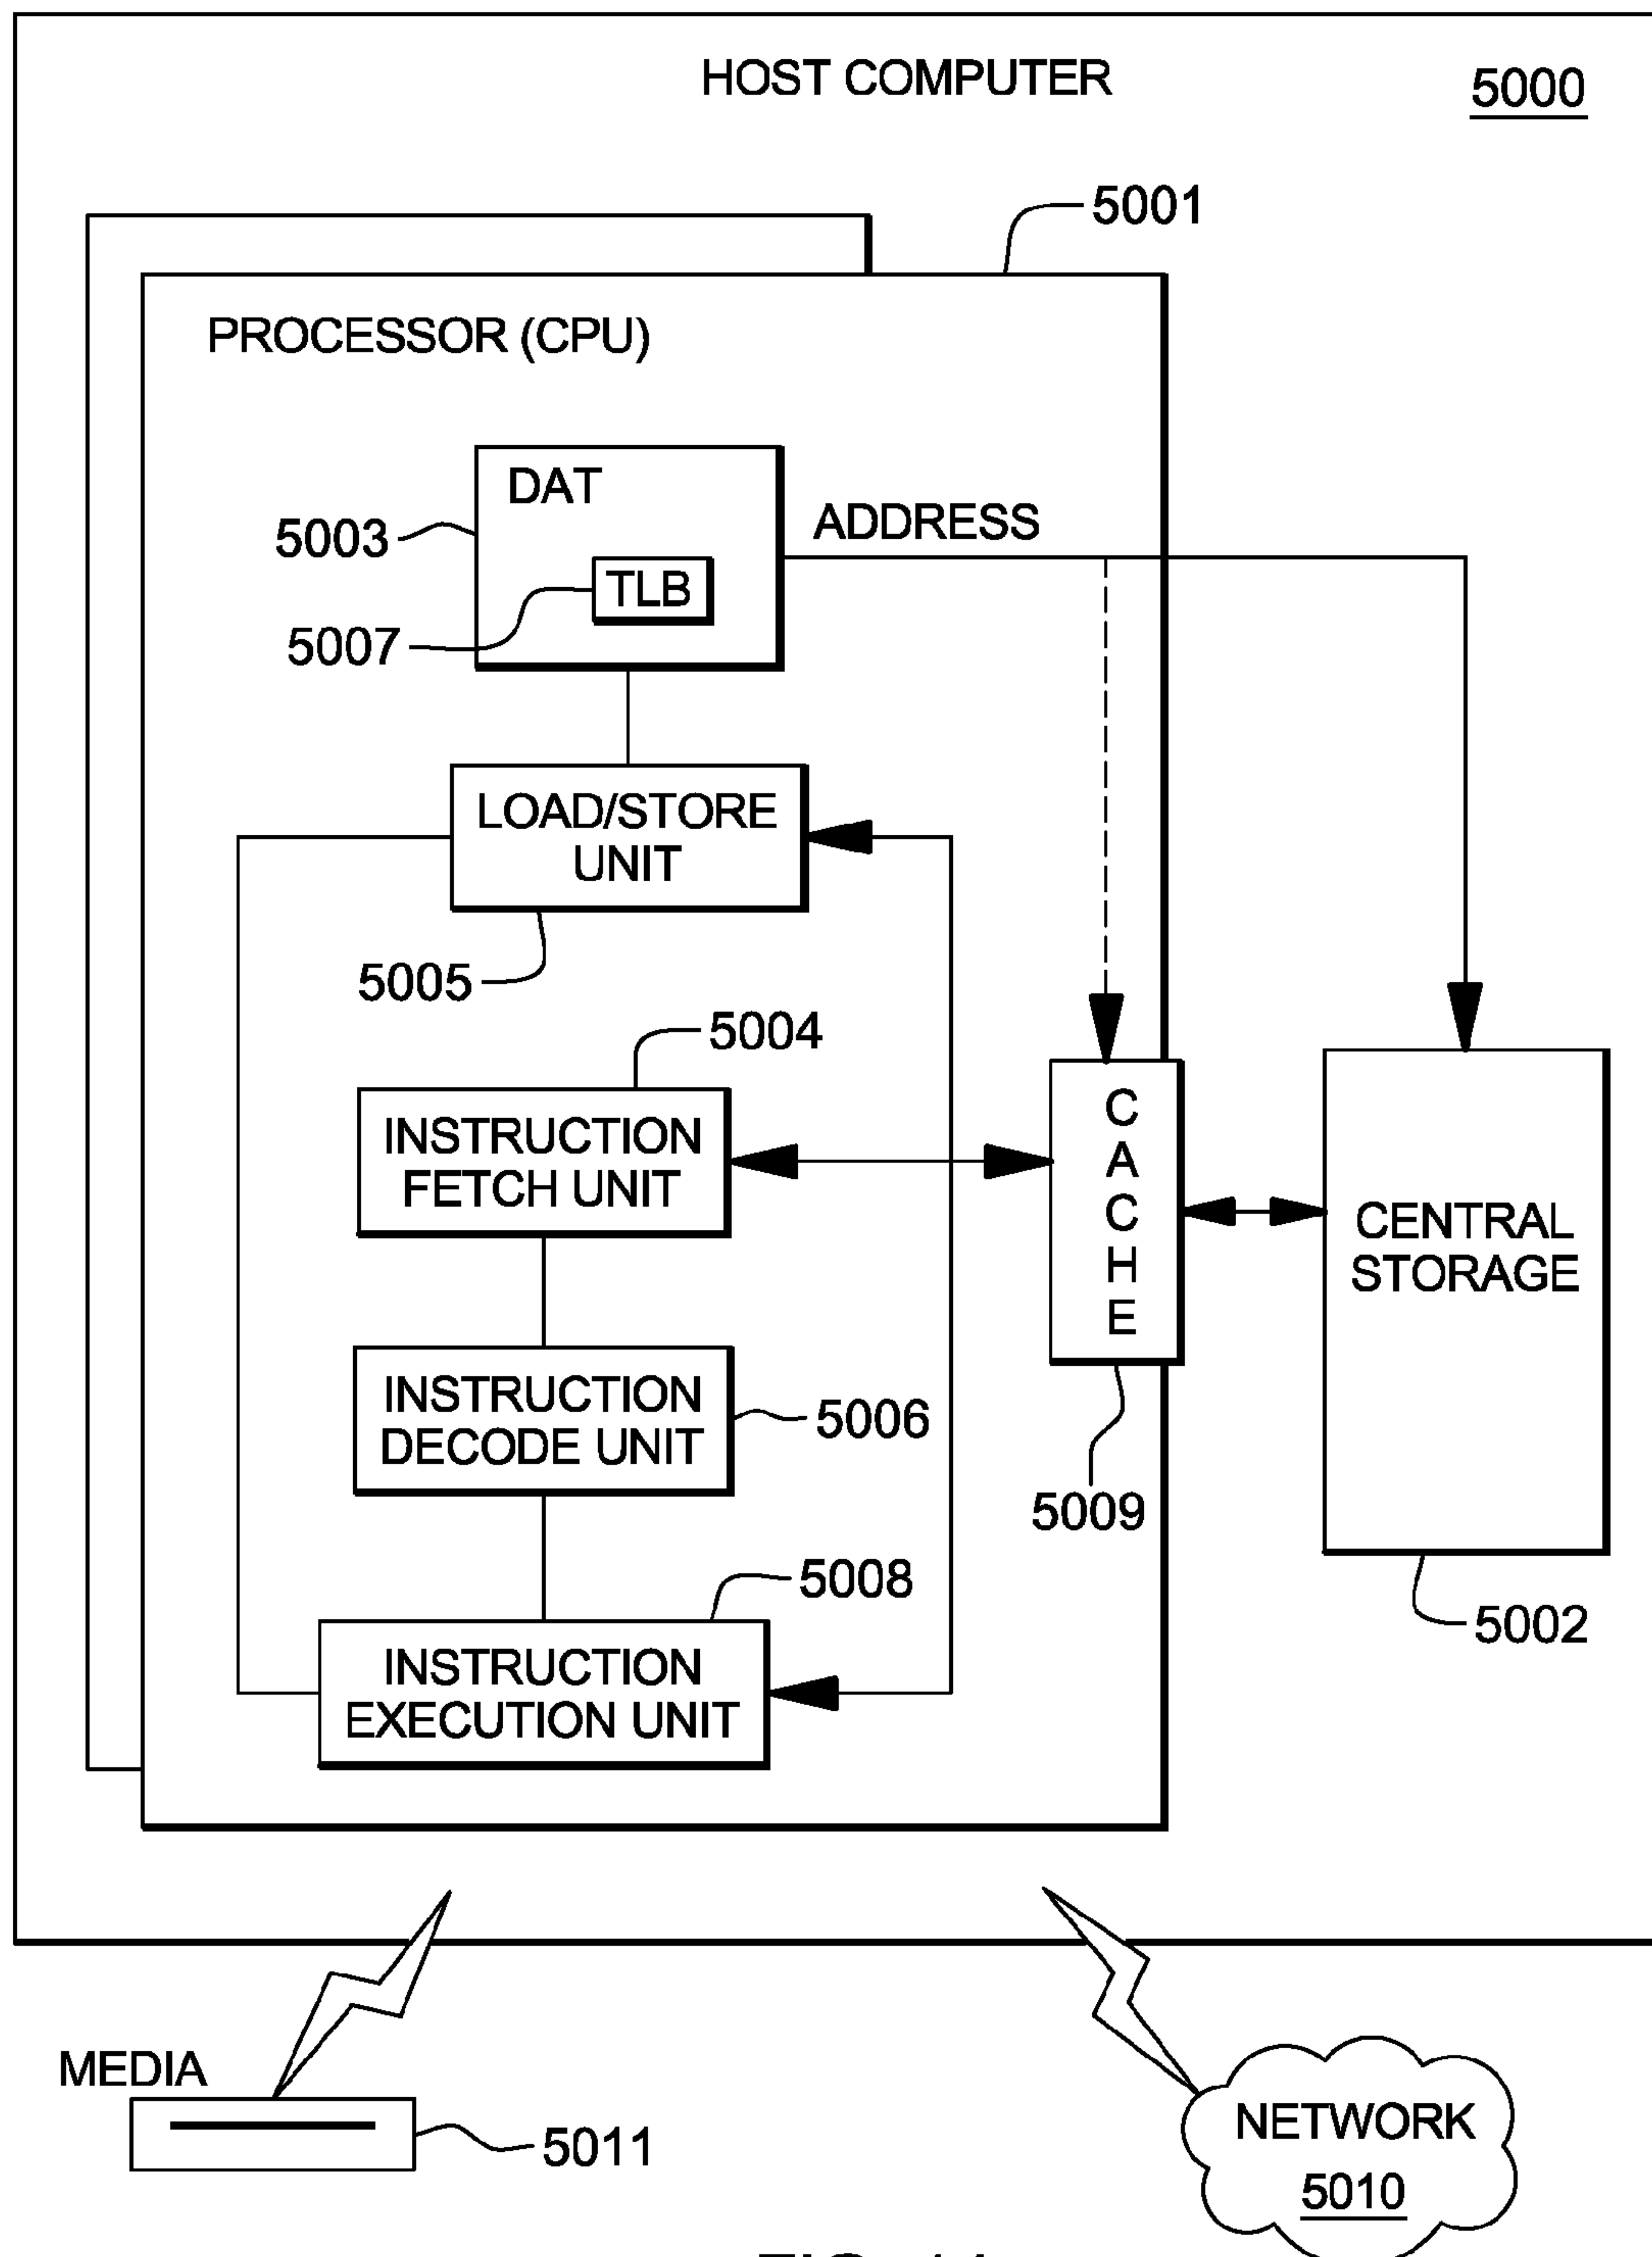 HOST COMPUTER
5000
5001
PROCESSOR (CPU)
DAT
ADDRESS
5003
TLB
5007
LOAD/STORE
UNIT
5005
5004
INSTRUCTION
FETCH UNIT
CACHE
CENTRAL
STORAGE
INSTRUCTION
DECODE UNIT
5006
5009
5008
5002
INSTRUCTION
EXECUTION UNIT
MEDIA
5011
NETWORK
5010